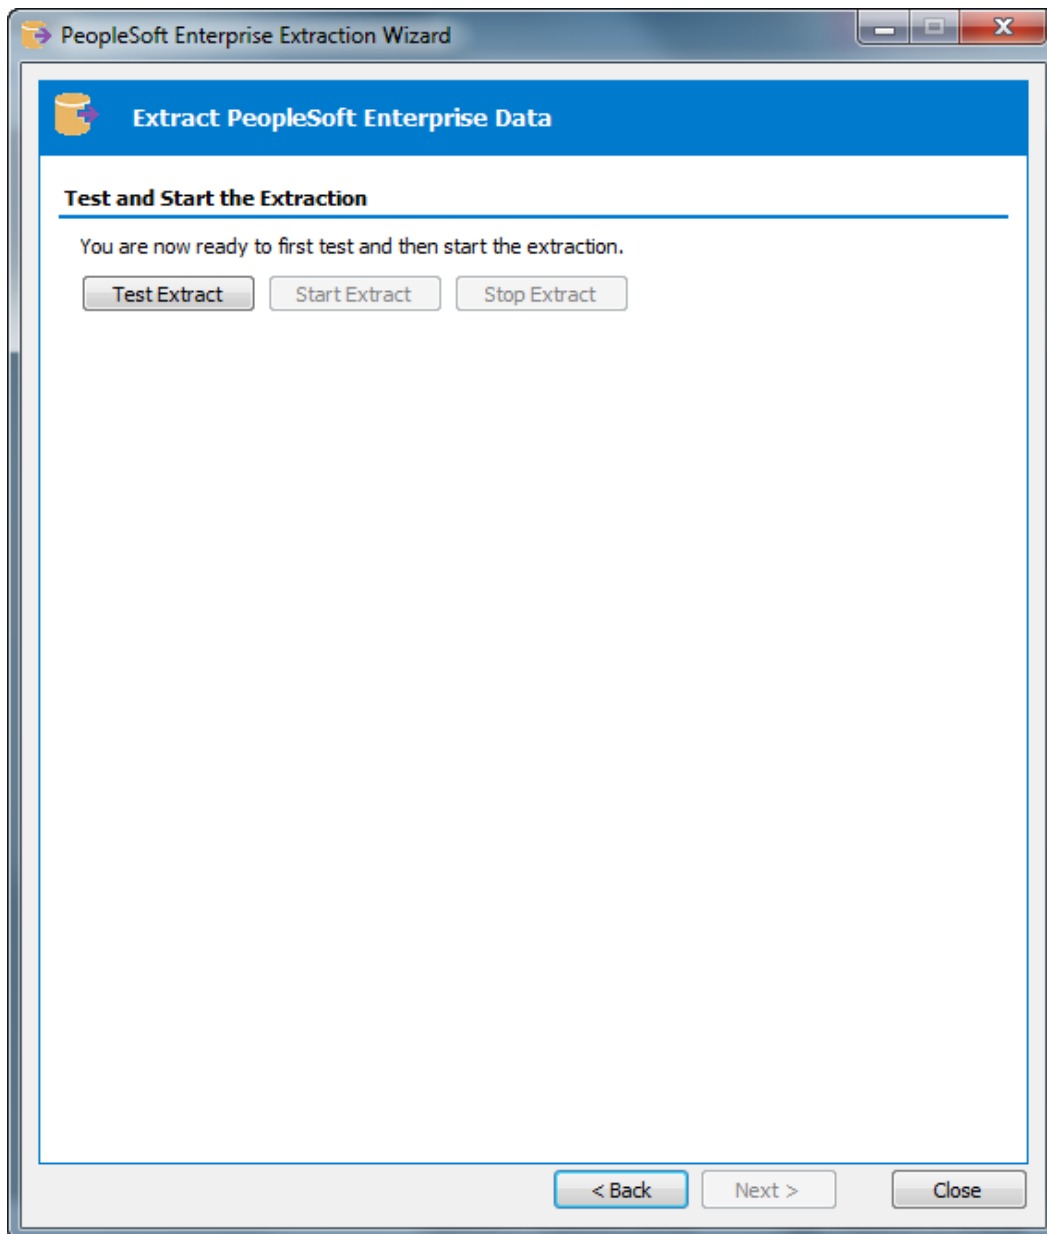 PeopleSoft Enterprise Extraction Wizard
Extract PeopleSoft Enterprise Data
Test and Start the Extraction
You are now ready to first test and then start the extraction.
Test Extract Start Extract Stop Extract
< Back Next > Close